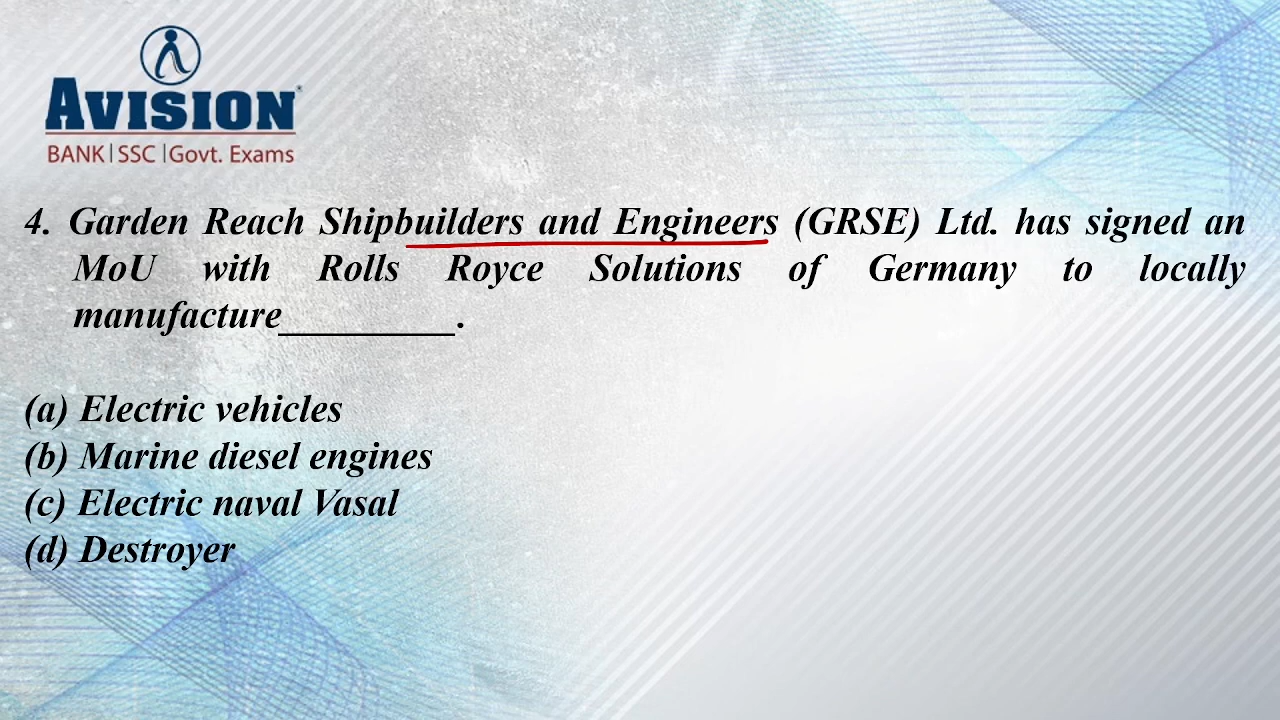 AVISION
BANK | SSC | Govt. Exams
4. Garden Reach Shipbuilders and Engineers (GRSE) Ltd. has signed an
MoU with Rolls Royce Solutions of Germany to locally
manufacture_________.
(a) Electric vehicles
(b) Marine diesel engines
(c) Electric naval Vasal
(d) Destroyer